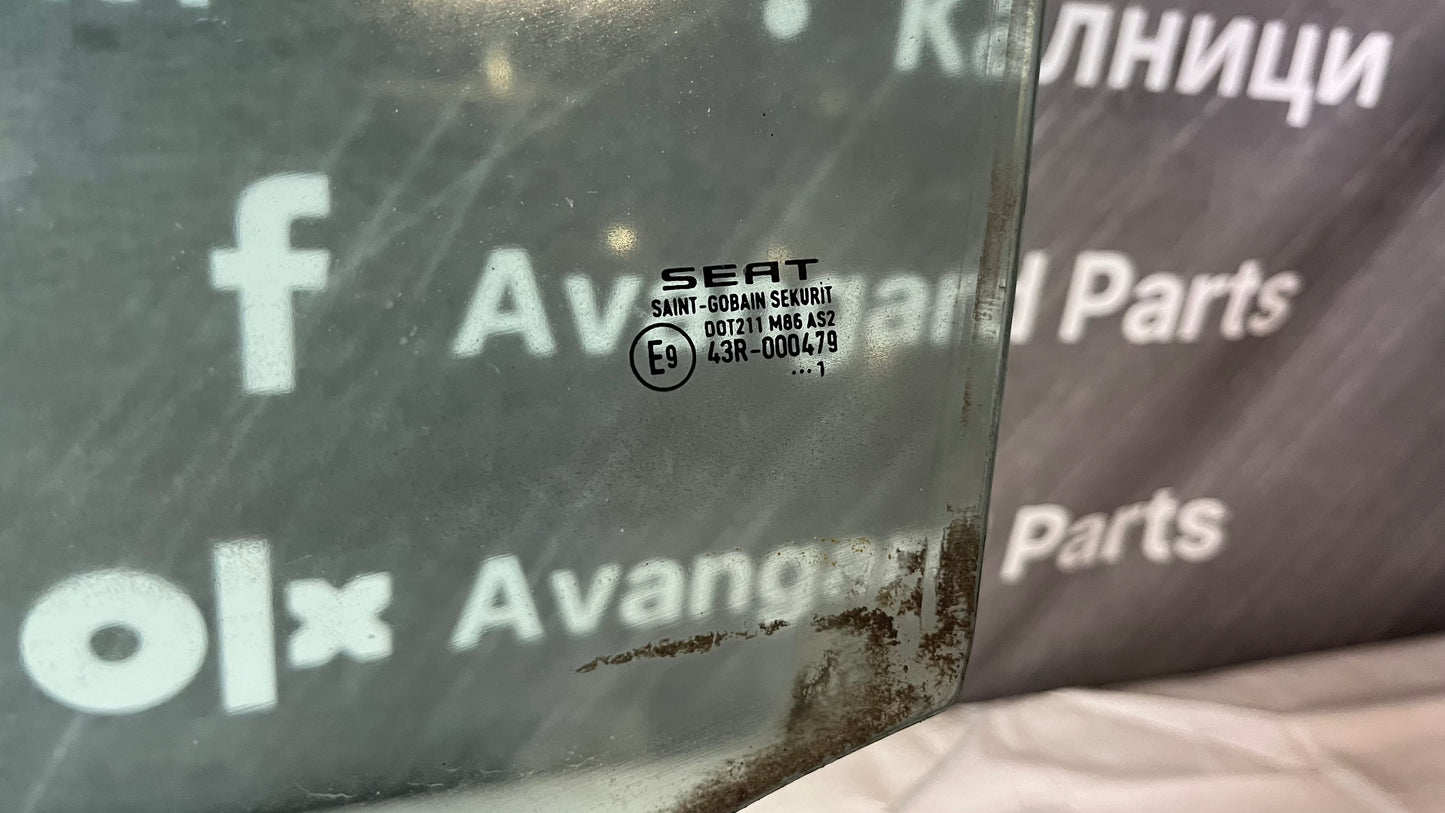 Калници
f Avangard Parts
SEAT
SAINT-GOBAIN SEKURIT
DOT211 M86 AS2
E9 43R-000479
...1
olx Avangard Parts